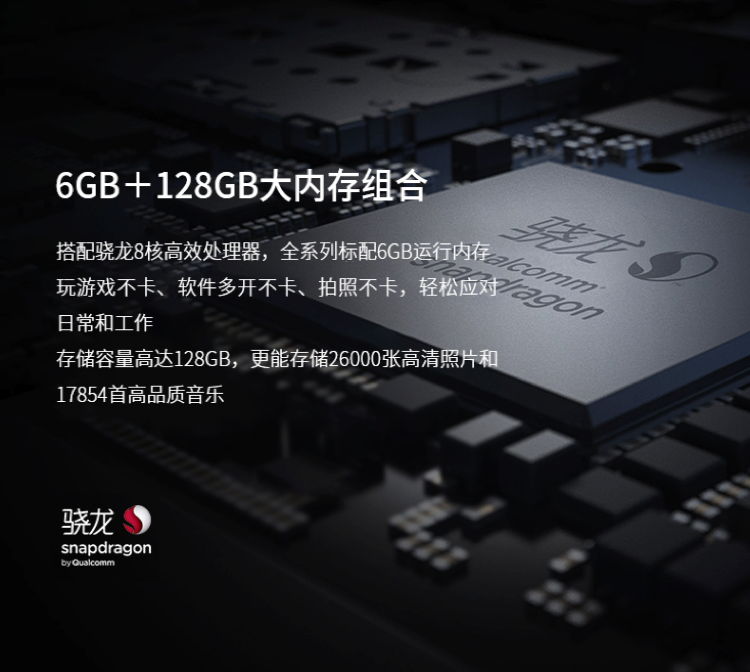 6GB＋128GB大内存组合
搭配骁龙8核高效处理器，全系列标配6GB运行内存
玩游戏不卡、软件多开不卡、拍照不卡，轻松应对
日常和工作
存储容量高达128GB，更能存储26000张高清照片和
17854首高品质音乐
骁龙
Qualcomm
snapdragon
骁龙
snapdragon
by Qualcomm